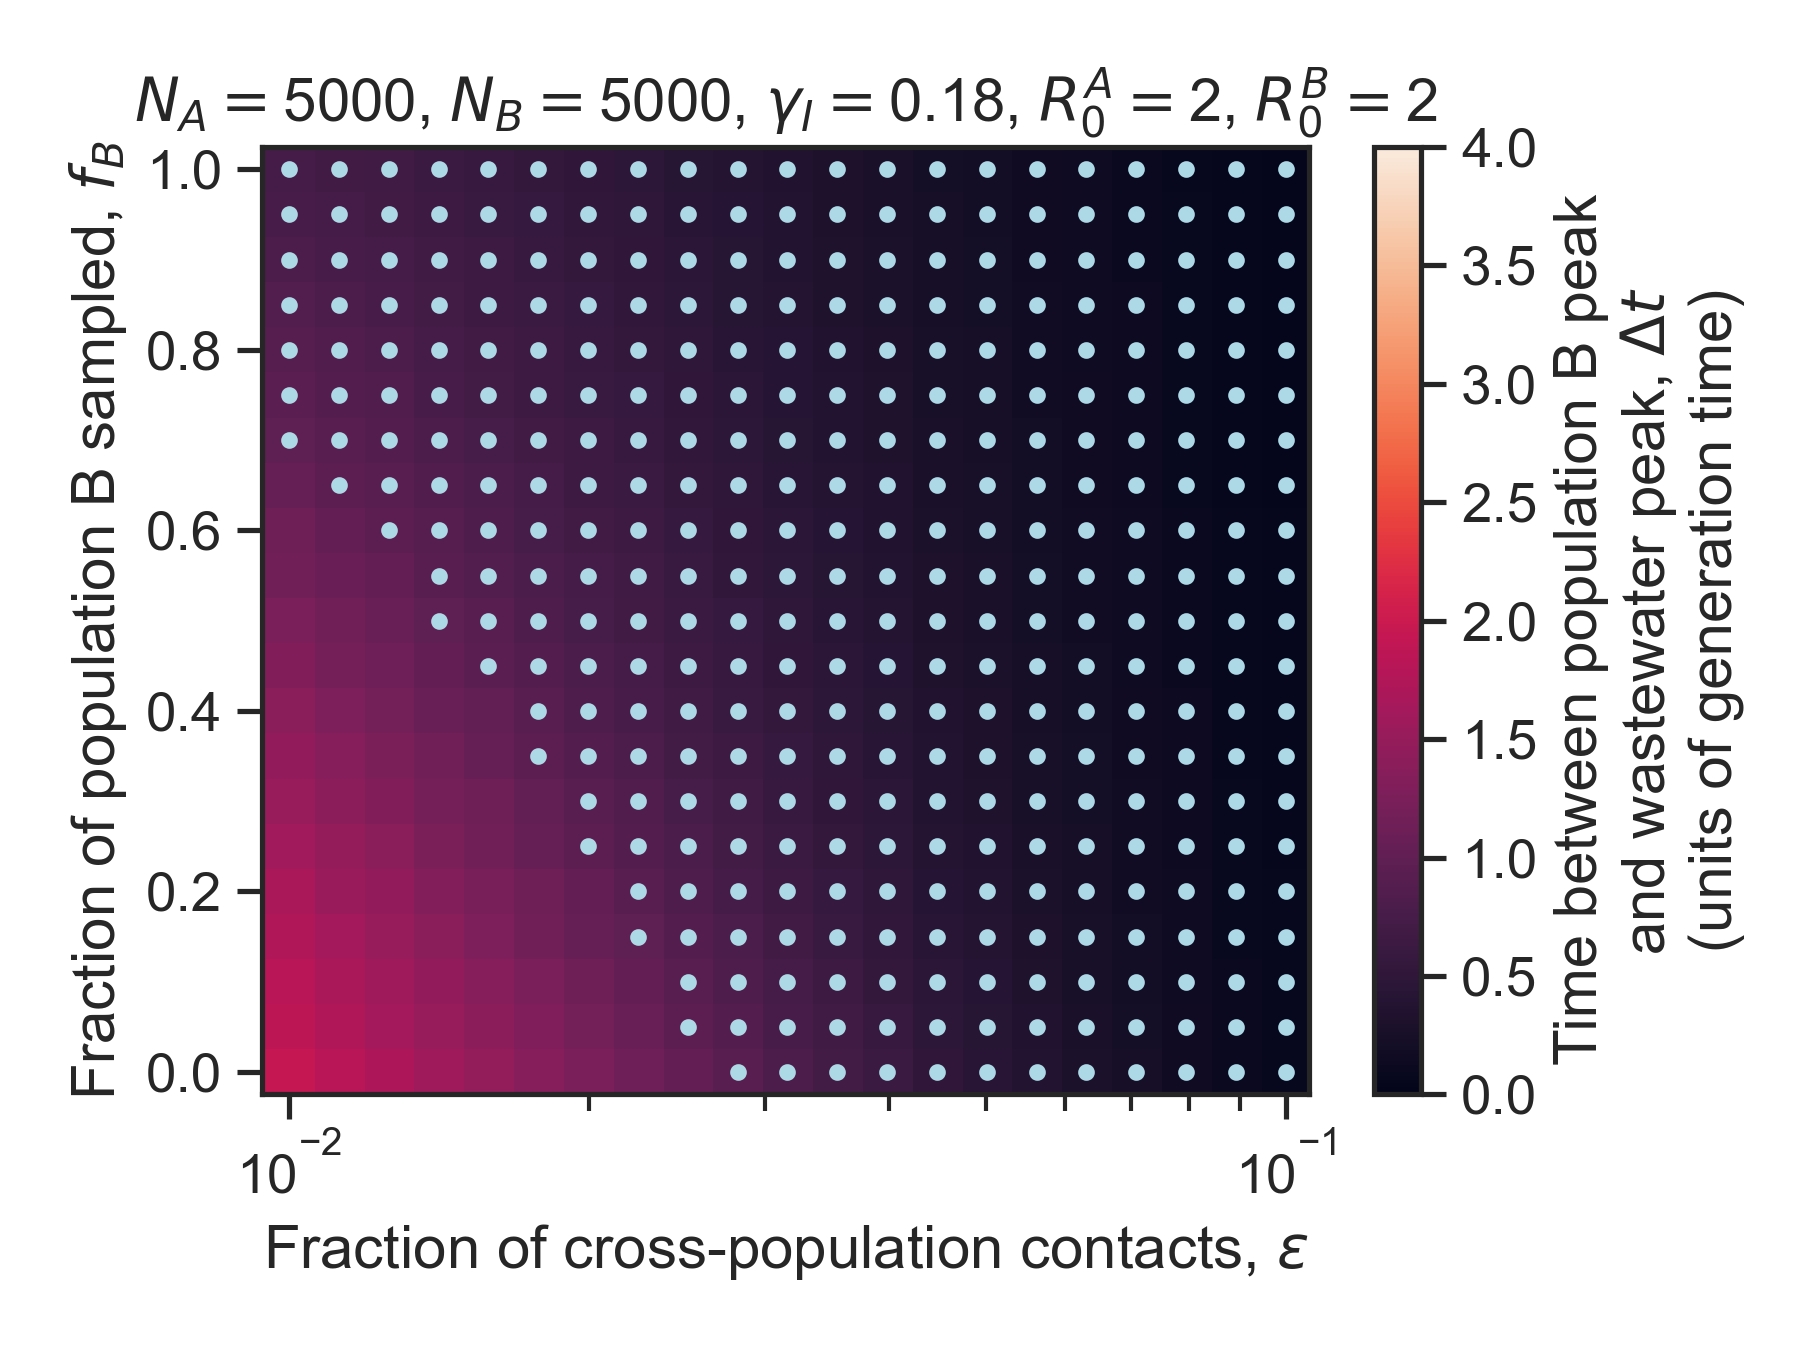 N_A = 5000, N_B = 5000, γ_I = 0.18, R_0^A = 2, R_0^B = 2
Fraction of population B sampled, f_B
1.0
0.8
0.6
0.4
0.2
0.0
10^−2
10^−1
Fraction of cross-population contacts, ε
4.0
3.5
3.0
2.5
2.0
1.5
1.0
0.5
0.0
Time between population B peak
and wastewater peak, Δt
(units of generation time)